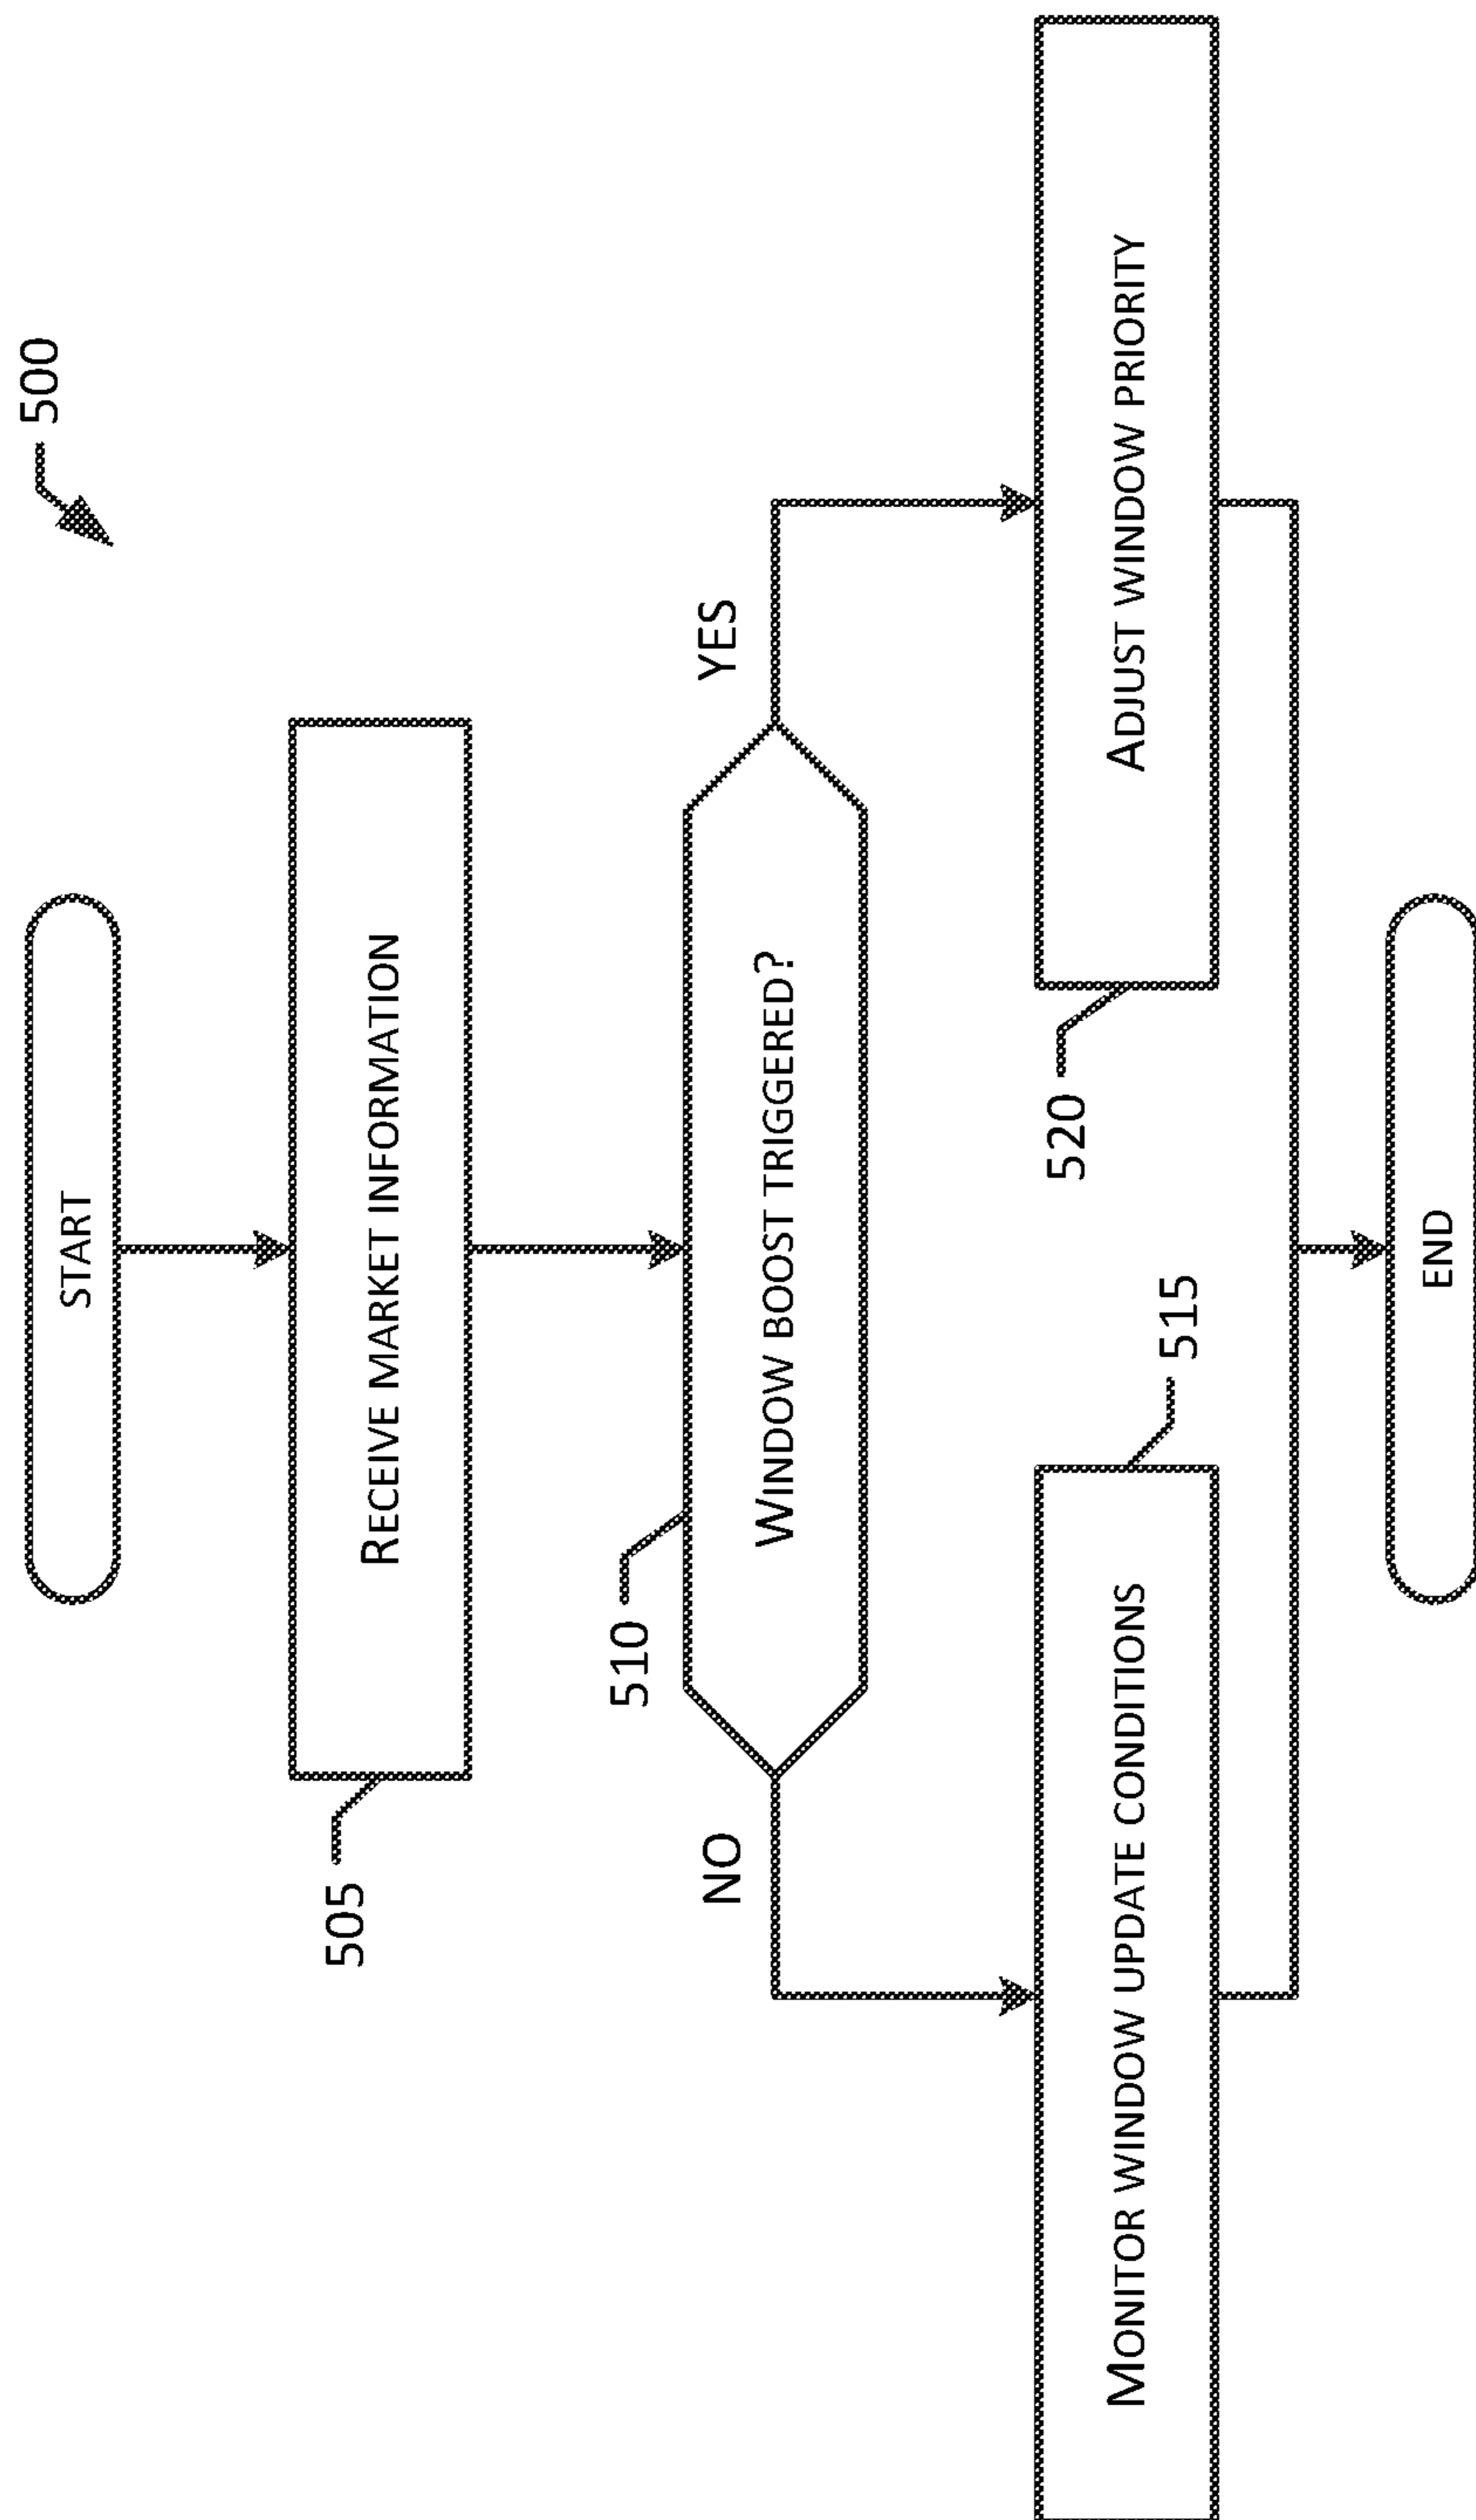 500
START
505
RECEIVE MARKET INFORMATION
510
WINDOW BOOST TRIGGERED?
NO
YES
515
MONITOR WINDOW UPDATE CONDITIONS
520
ADJUST WINDOW PRIORITY
END